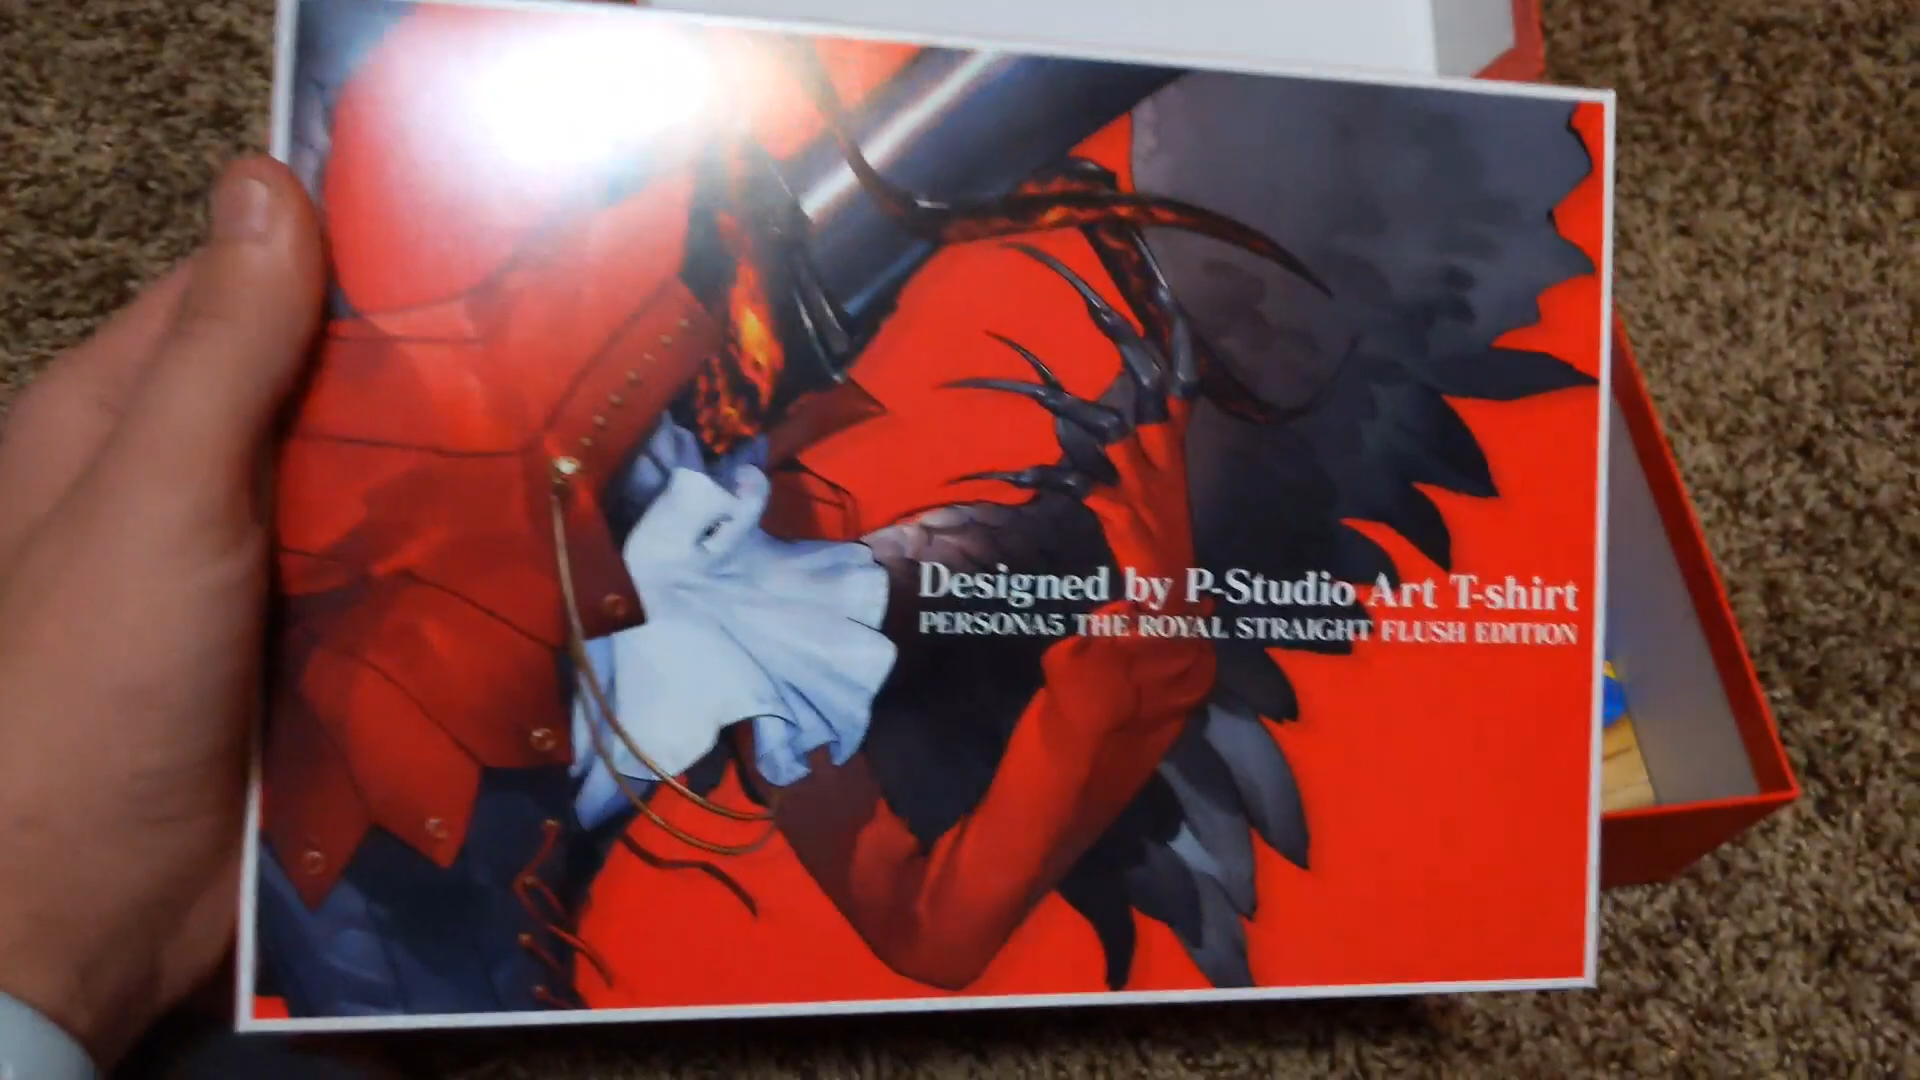 Designed by P-Studio Art T-shirt
PERSONA5 THE ROYAL STRAIGHT FLUSH EDITION